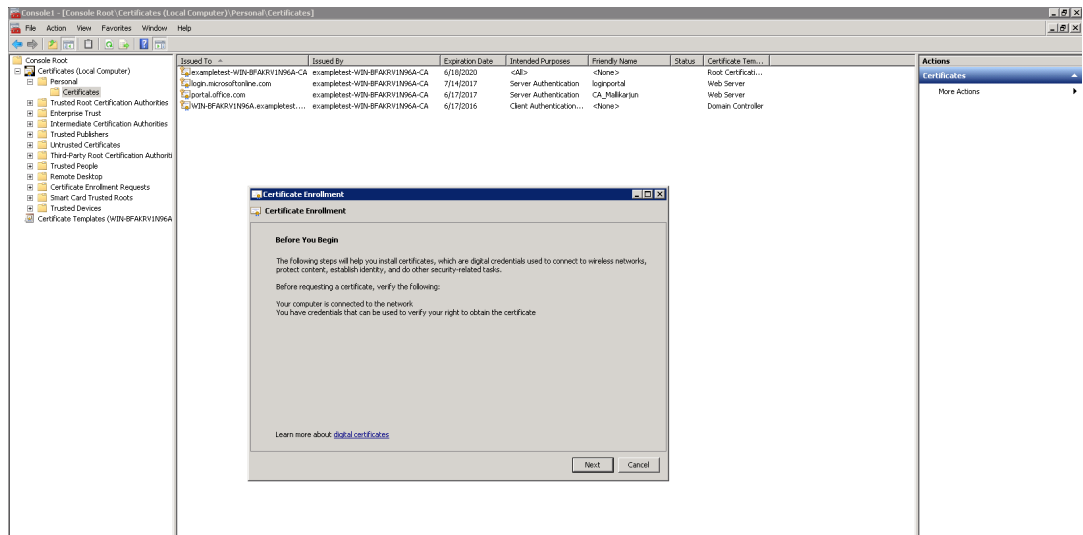 Console1 - [Console Root\Certificates (Local Computer)\Personal\Certificates]
File Action View Favorites Window Help
Console Root
Certificates (Local Computer)
Personal
Certificates
Trusted Root Certification Authorities
Enterprise Trust
Intermediate Certification Authorities
Trusted Publishers
Untrusted Certificates
Third-Party Root Certification Authoriti
Trusted People
Remote Desktop
Certificate Enrollment Requests
Smart Card Trusted Roots
Trusted Devices
Certificate Templates (WIN-BFAKRV1N96A
Issued To Issued By Expiration Date Intended Purposes Friendly Name Status Certificate Tem...
exampletest-WIN-BFAKRV1N96A-CA exampletest-WIN-BFAKRV1N96A-CA 6/18/2020 <All> <None> Root Certificati...
login.microsoftonline.com exampletest-WIN-BFAKRV1N96A-CA 7/14/2017 Server Authentication loginportal Web Server
portal.office.com exampletest-WIN-BFAKRV1N96A-CA 6/17/2017 Server Authentication CA_Mallikarjun Web Server
WIN-BFAKRV1N96A.exampletest.... exampletest-WIN-BFAKRV1N96A-CA 6/17/2016 Client Authentication... <None> Domain Controller
Actions
Certificates
More Actions
Certificate Enrollment
Certificate Enrollment
Before You Begin
The following steps will help you install certificates, which are digital credentials used to connect to wireless networks,
protect content, establish identity, and do other security-related tasks.
Before requesting a certificate, verify the following:
Your computer is connected to the network
You have credentials that can be used to verify your right to obtain the certificate
Learn more about digital certificates
Next Cancel